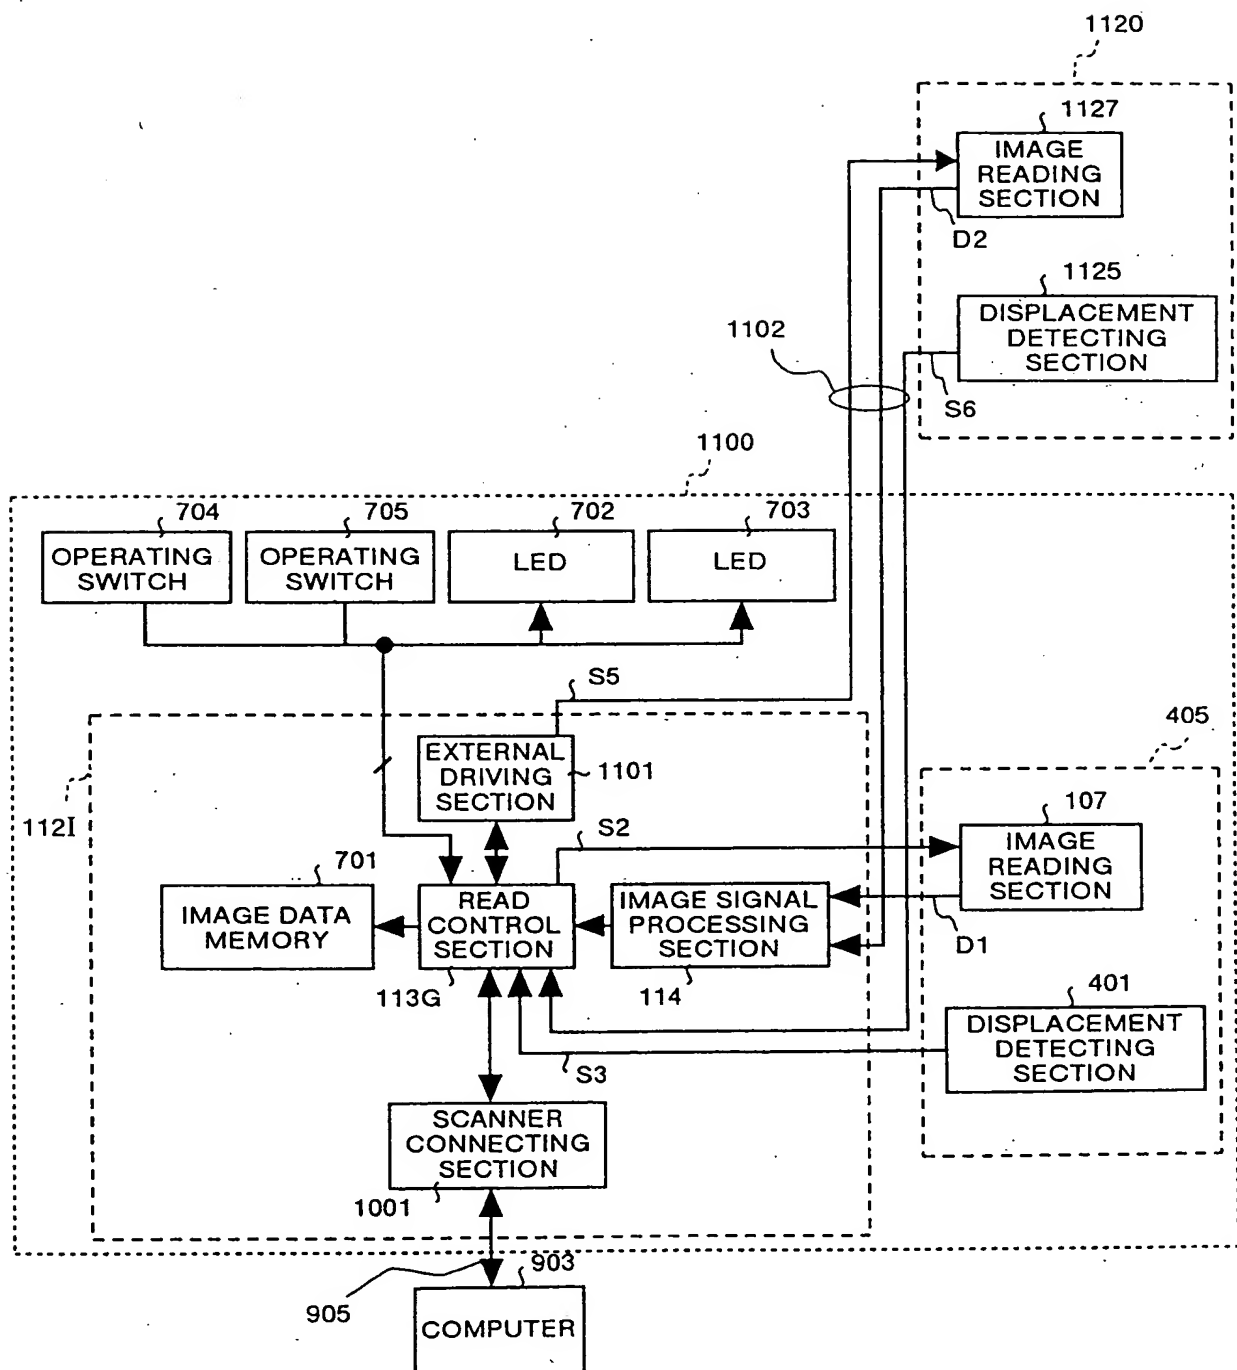 1120
1127
IMAGE
READING
SECTION
D2
1125
DISPLACEMENT
DETECTING
SECTION
S6
1102
1100
704
OPERATING
SWITCH
705
OPERATING
SWITCH
702
LED
703
LED
S5
112I
EXTERNAL
DRIVING
SECTION
1101
S2
405
107
IMAGE
READING
SECTION
D1
701
IMAGE DATA
MEMORY
READ
CONTROL
SECTION
113G
IMAGE SIGNAL
PROCESSING
SECTION
114
401
DISPLACEMENT
DETECTING
SECTION
S3
SCANNER
CONNECTING
SECTION
1001
905
903
COMPUTER